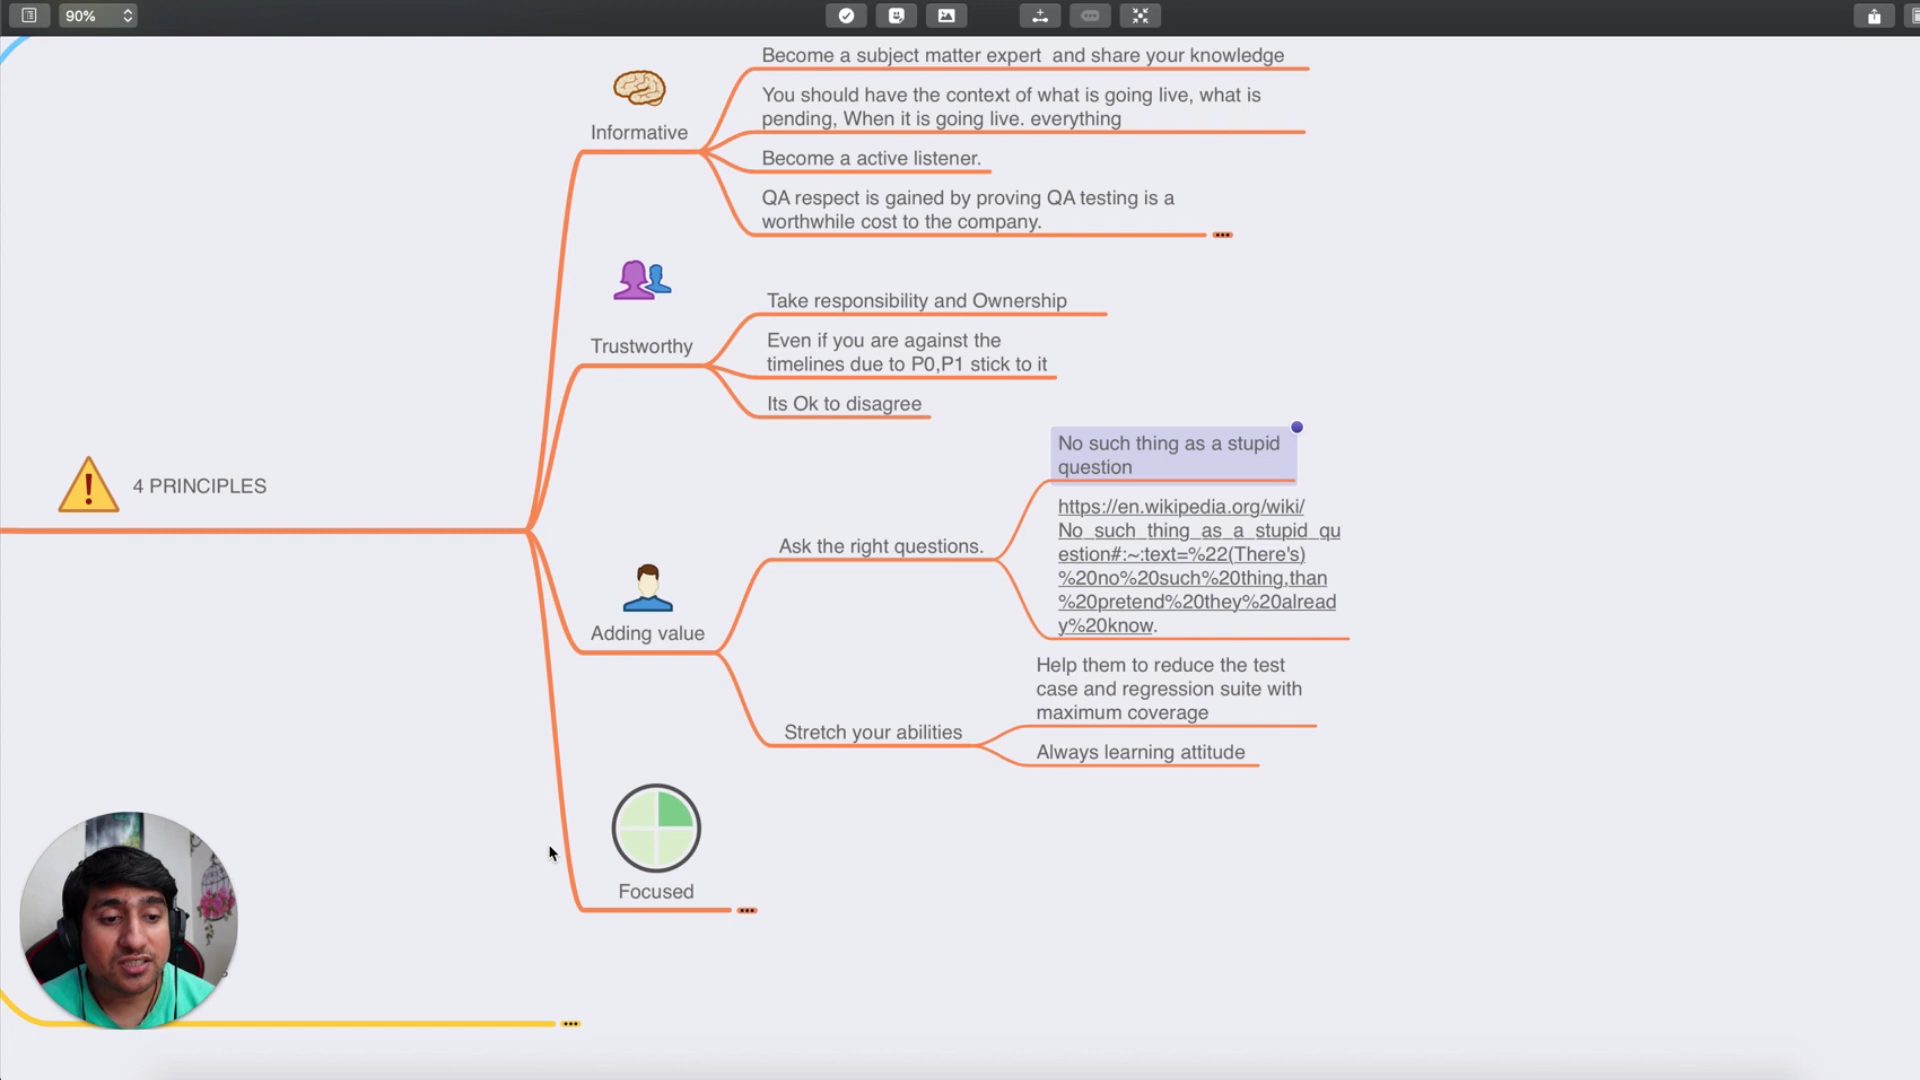 90%
Become a subject matter expert  and share your knowledge
You should have the context of what is going live, what is
pending, When it is going live. everything
Informative
Become a active listener.
QA respect is gained by proving QA testing is a
worthwhile cost to the company.
Take responsibility and Ownership
Even if you are against the
timelines due to P0,P1 stick to it
Trustworthy
Its Ok to disagree
No such thing as a stupid
question
4 PRINCIPLES
https://en.wikipedia.org/wiki/
No_such_thing_as_a_stupid_qu
estion#:~:text=%22(There's)
%20no%20such%20thing,than
%20pretend%20they%20alread
y%20know.
Ask the right questions.
Adding value
Help them to reduce the test
case and regression suite with
maximum coverage
Stretch your abilities
Always learning attitude
Focused